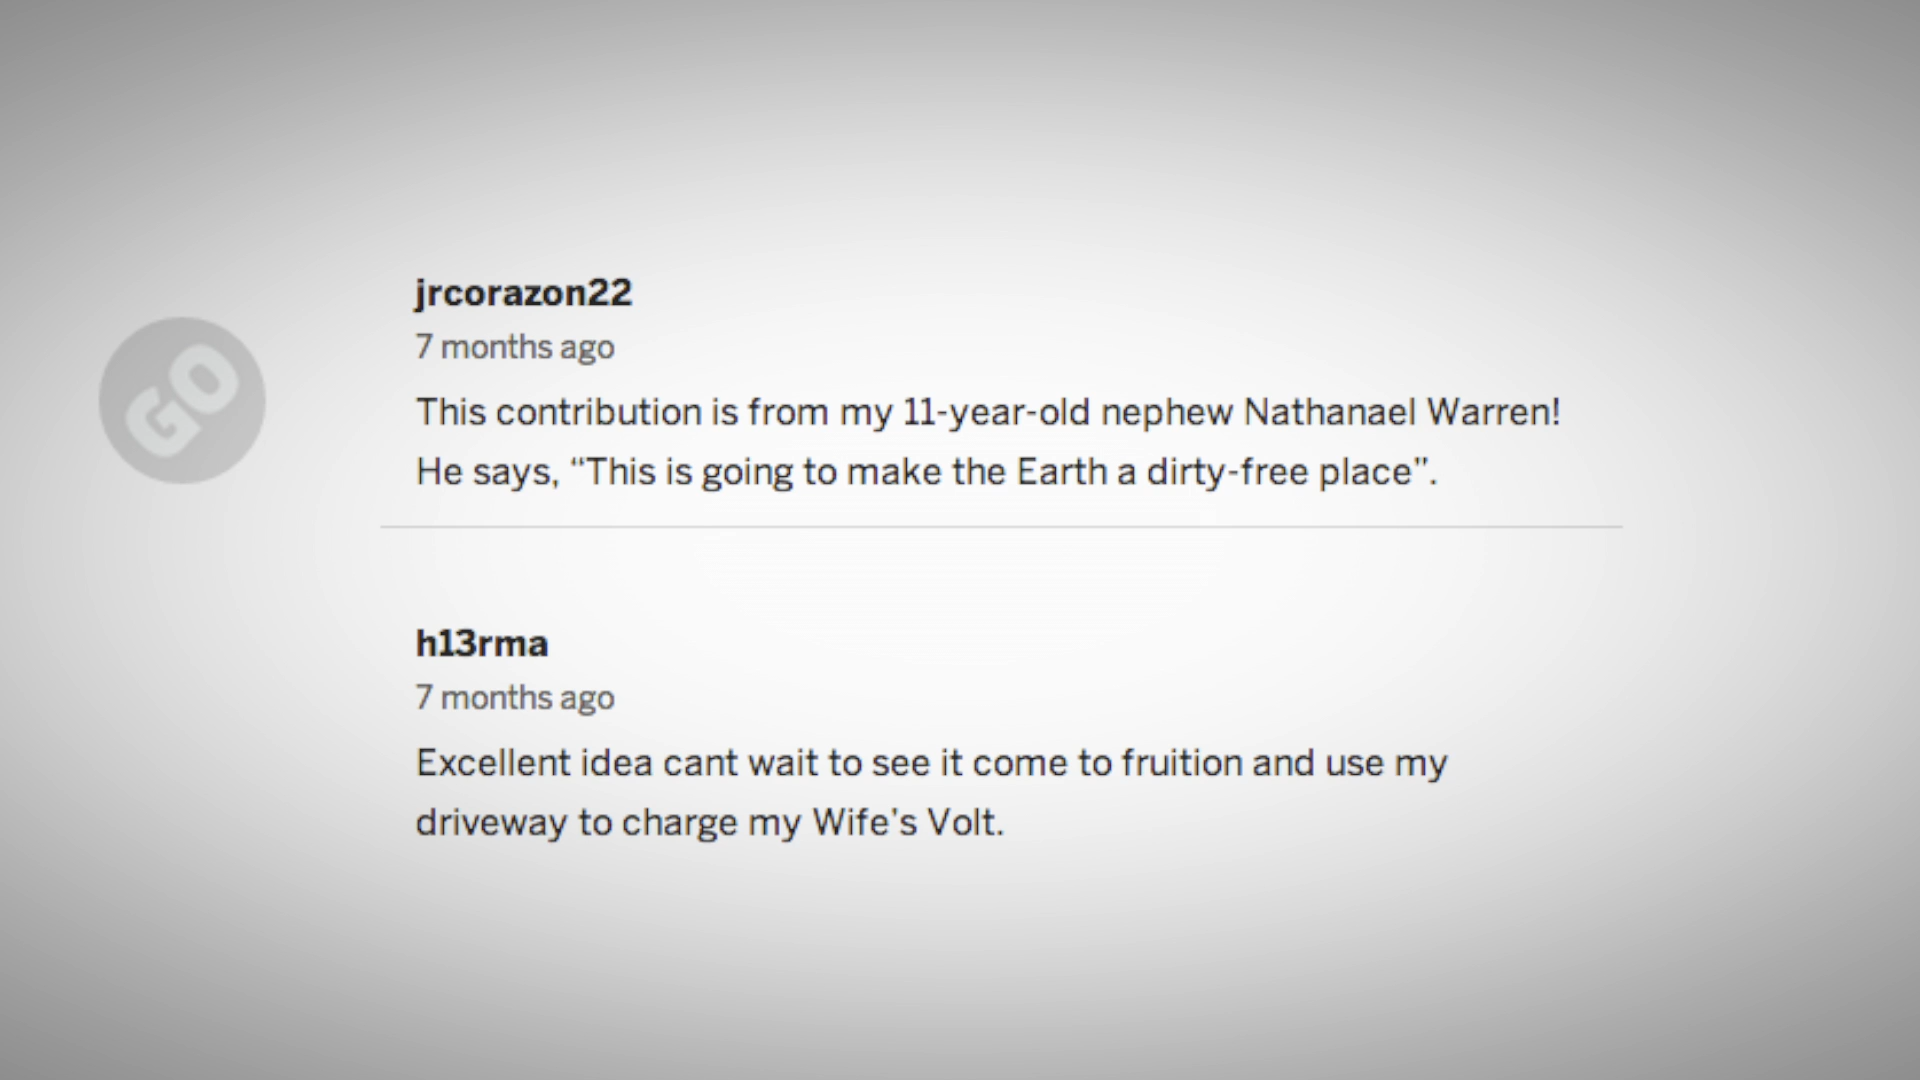 GO
jrcorazon22
7 months ago
This contribution is from my 11-year-old nephew Nathanael Warren!
He says, “This is going to make the Earth a dirty-free place”.
h13rma
7 months ago
Excellent idea cant wait to see it come to fruition and use my
driveway to charge my Wife's Volt.